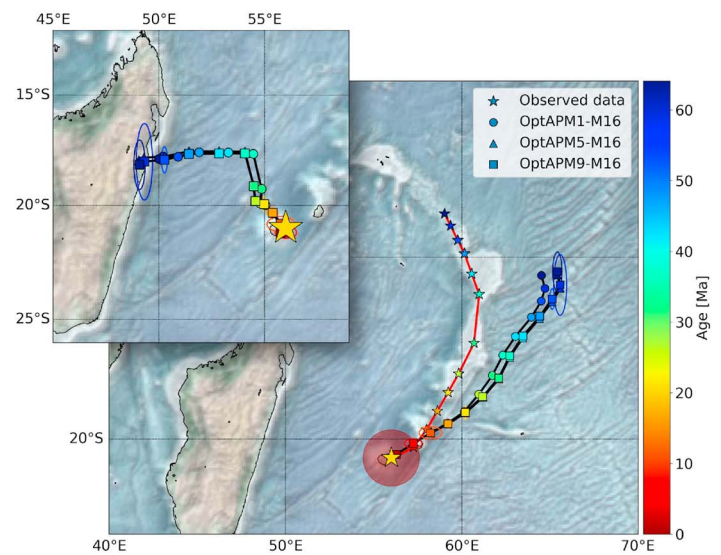 45°E 50°E 55°E
15°S
20°S
25°S
Observed data
OptAPM1-M16
OptAPM5-M16
OptAPM9-M16
20°S
40°E 50°E 60°E 70°E
60
50
40
30
20
10
0
Age [Ma]